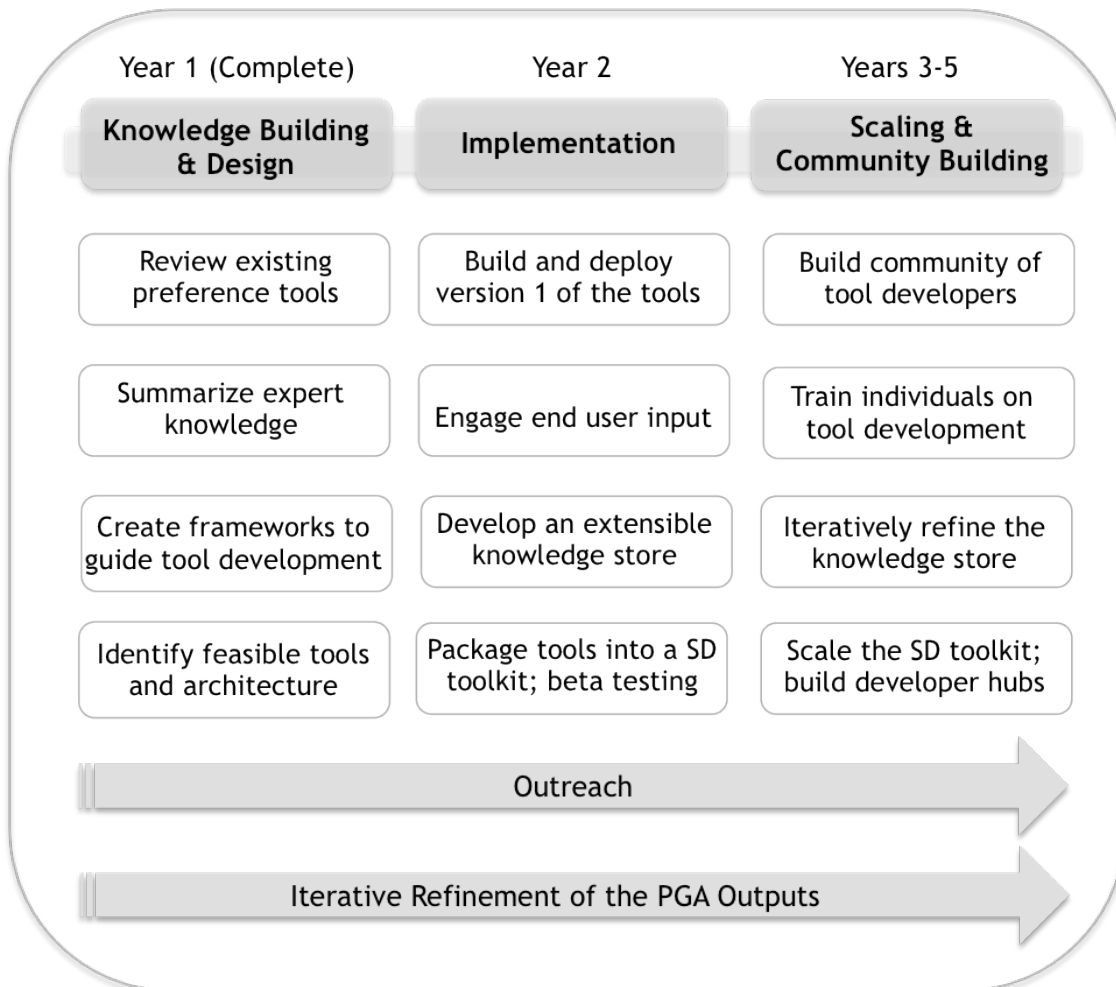 Year 1 (Complete)
Year 2
Years 3-5
Knowledge Building
& Design
Implementation
Scaling &
Community Building
Review existing
preference tools
Build and deploy
version 1 of the tools
Build community of
tool developers
Summarize expert
knowledge
Engage end user input
Train individuals on
tool development
Create frameworks to
guide tool development
Develop an extensible
knowledge store
Iteratively refine the
knowledge store
Identify feasible tools
and architecture
Package tools into a SD
toolkit; beta testing
Scale the SD toolkit;
build developer hubs
Outreach
Iterative Refinement of the PGA Outputs